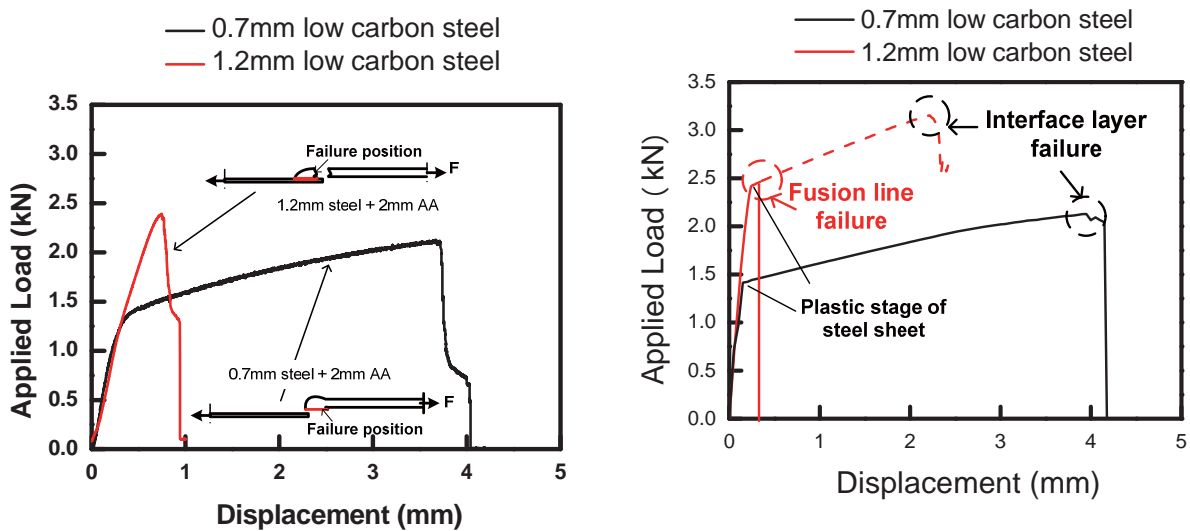 0.7mm low carbon steel
1.2mm low carbon steel
3.5
3.0
2.5
2.0
1.5
1.0
0.5
0.0
Applied Load (kN)
Failure position
F
1.2mm steel + 2mm AA
0.7mm steel + 2mm AA
F
Failure position
0
1
2
3
4
5
Displacement (mm)
0.7mm low carbon steel
1.2mm low carbon steel
3.5
3.0
2.5
2.0
1.5
1.0
0.5
0.0
Applied Load ( kN)
Interface layer
failure
Fusion line
failure
Plastic stage of
steel sheet
0
1
2
3
4
5
Displacement (mm)